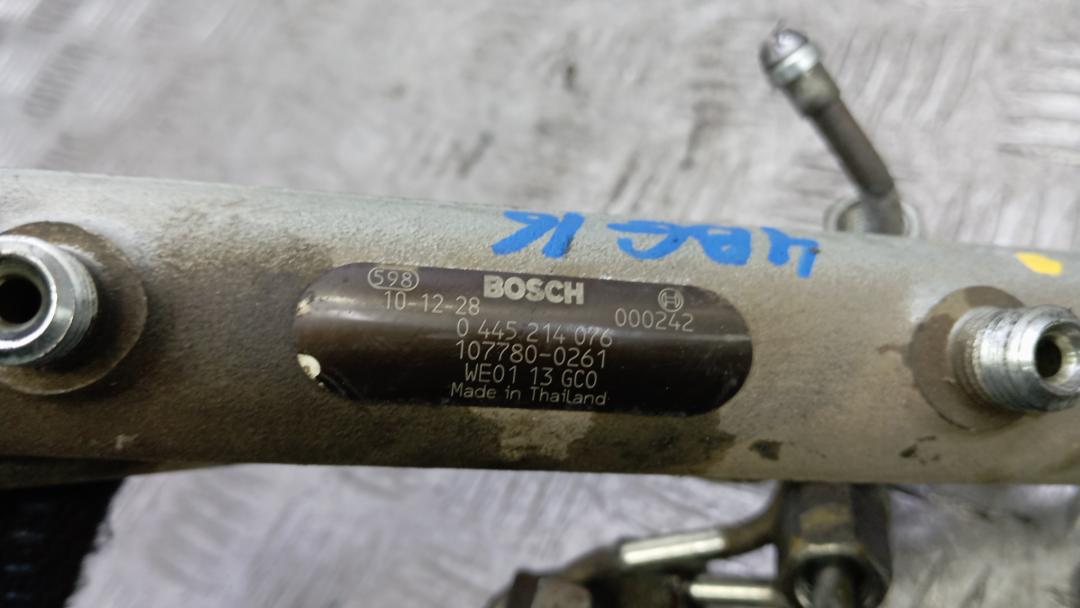 598
BOSCH
10-12-28
000242
0 445 214 076
107780-0261
WE01 13 GC0
Made in Thailand